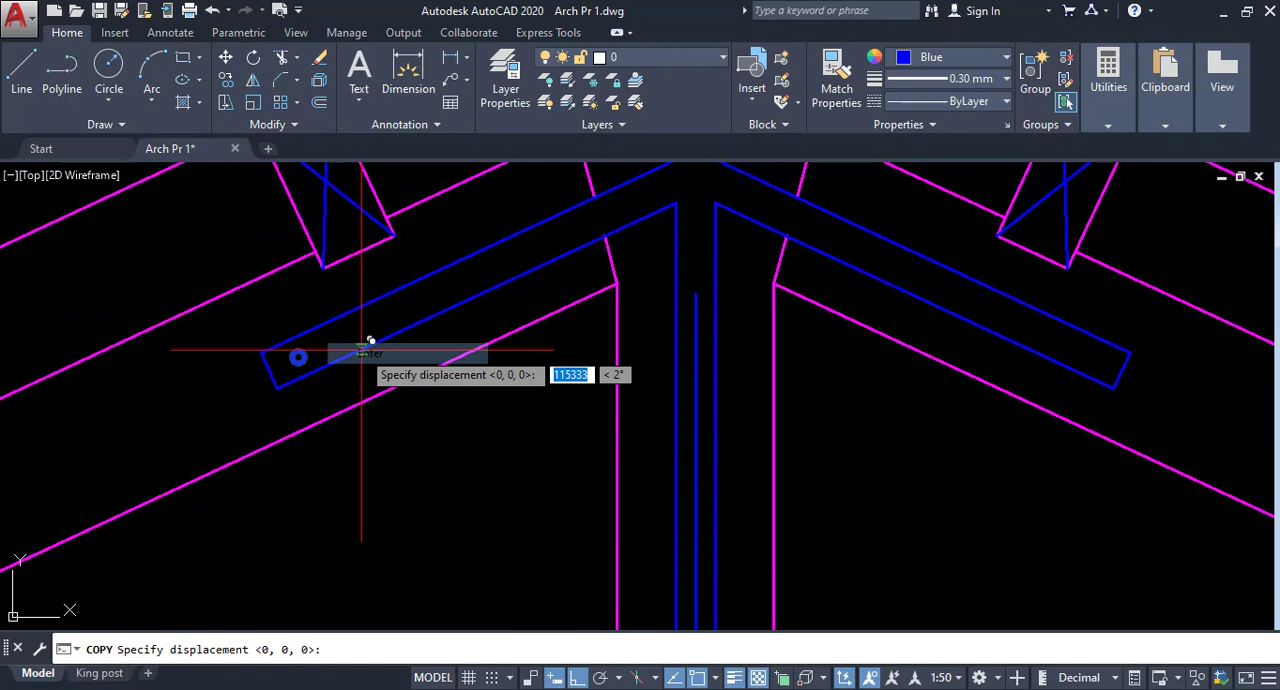 Autodesk AutoCAD 2020 Arch Pr 1.dwg
Type a keyword or phrase
Sign In
Home Insert Annotate Parametric View Manage Output Collaborate Express Tools
Line
Polyline
Circle
Arc
Text
Dimension
Layer
Properties
0
Insert
Match
Properties
Blue
0.30 mm
ByLayer
Group
Utilities
Clipboard
View
Draw
Modify
Annotation
Layers
Block
Properties
Groups
Start
Arch Pr 1*
[−][Top][2D Wireframe]
Specify displacement <0, 0, 0>: 115333 < 2°
Y
X
COPY Specify displacement <0, 0, 0>:
Model King post
MODEL 1:50 Decimal